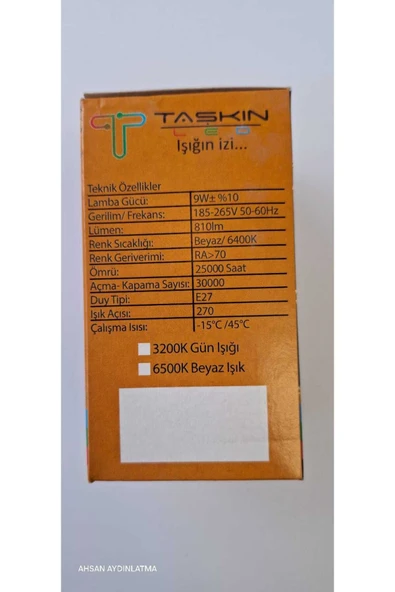 TAŞKIN
LED
Işığın izi...
Teknik Özellikler
Lamba Gücü: 9W± %10
Gerilim/ Frekans: 185-265V 50-60Hz
Lümen: 810lm
Renk Sıcaklığı: Beyaz/ 6400K
Renk Geriverimi: RA>70
Ömrü: 25000 Saat
Açma- Kapama Sayısı: 30000
Duy Tipi: E27
Işık Açısı: 270
Çalışma Isısı: -15°C /45°C
3200K Gün Işığı
6500K Beyaz Işık
AHSAN AYDINLATMA